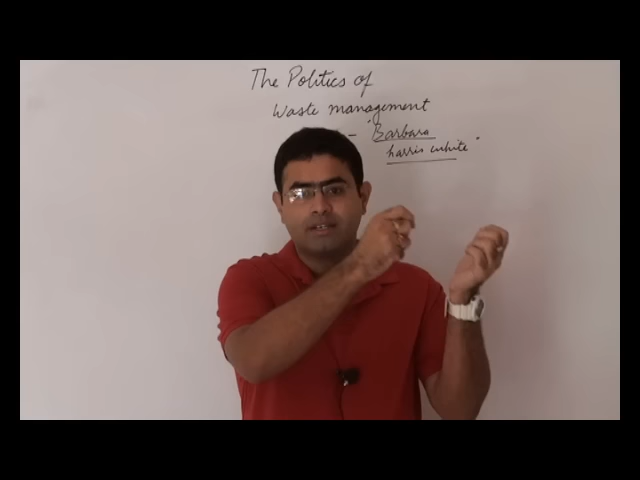 The Politics of
Waste management
- Barbara
harris white.